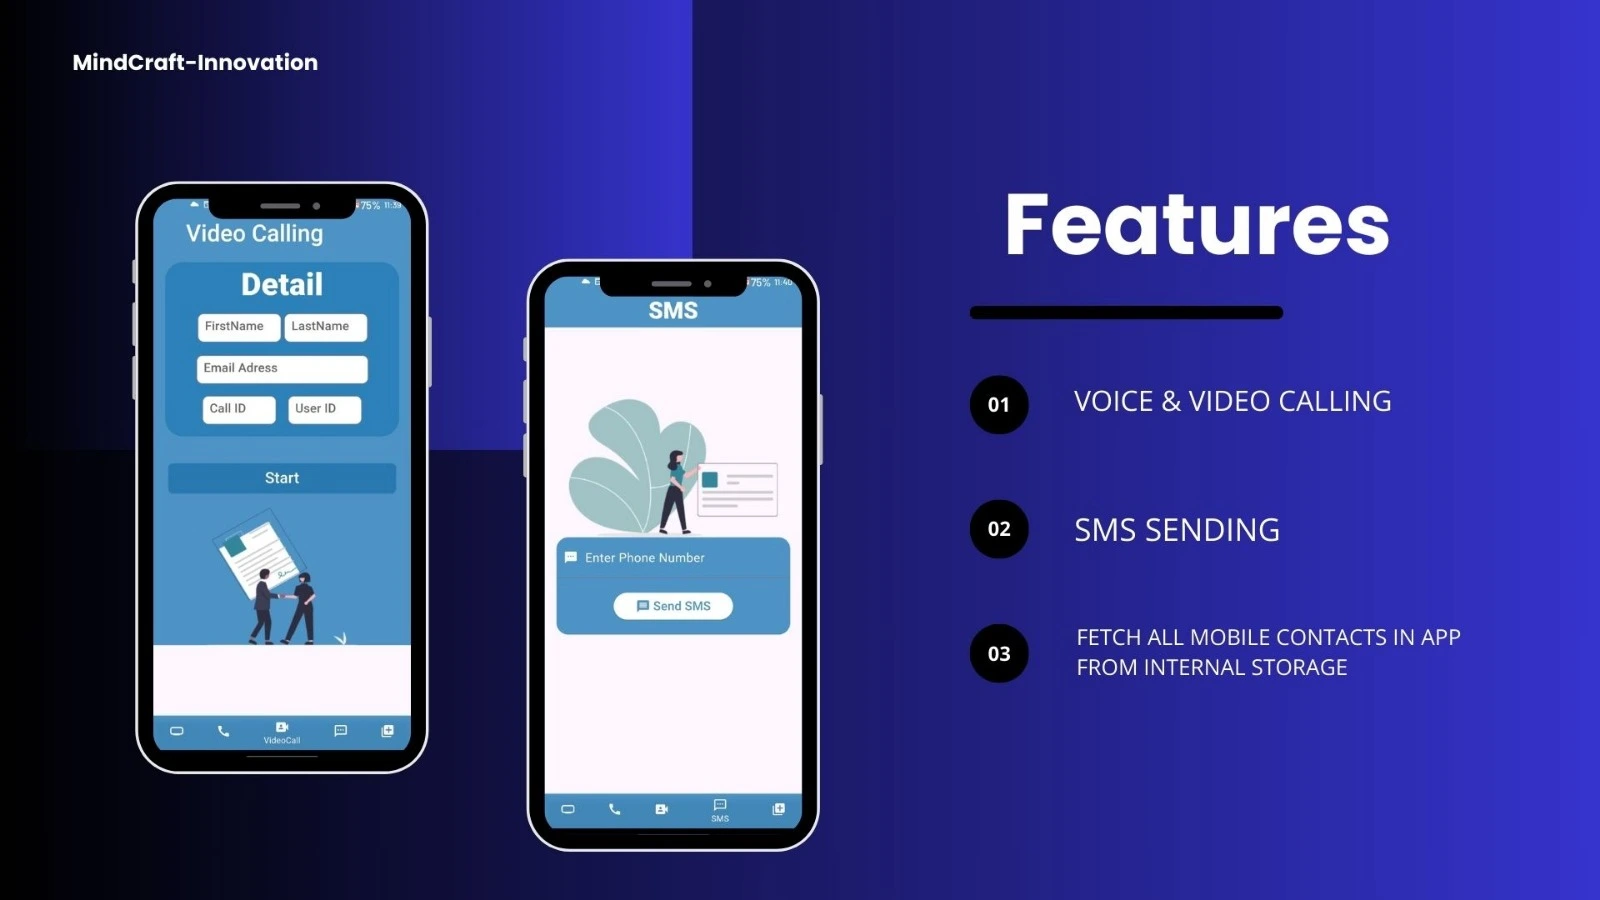 MindCraft-Innovation
75% 11:39
Video Calling
Detail
FirstName
LastName
Email Adress
Call ID
User ID
Start
VideoCall
75% 11:40
SMS
Enter Phone Number
Send SMS
SMS
Features
01
VOICE & VIDEO CALLING
02
SMS SENDING
03
FETCH ALL MOBILE CONTACTS IN APP
FROM INTERNAL STORAGE